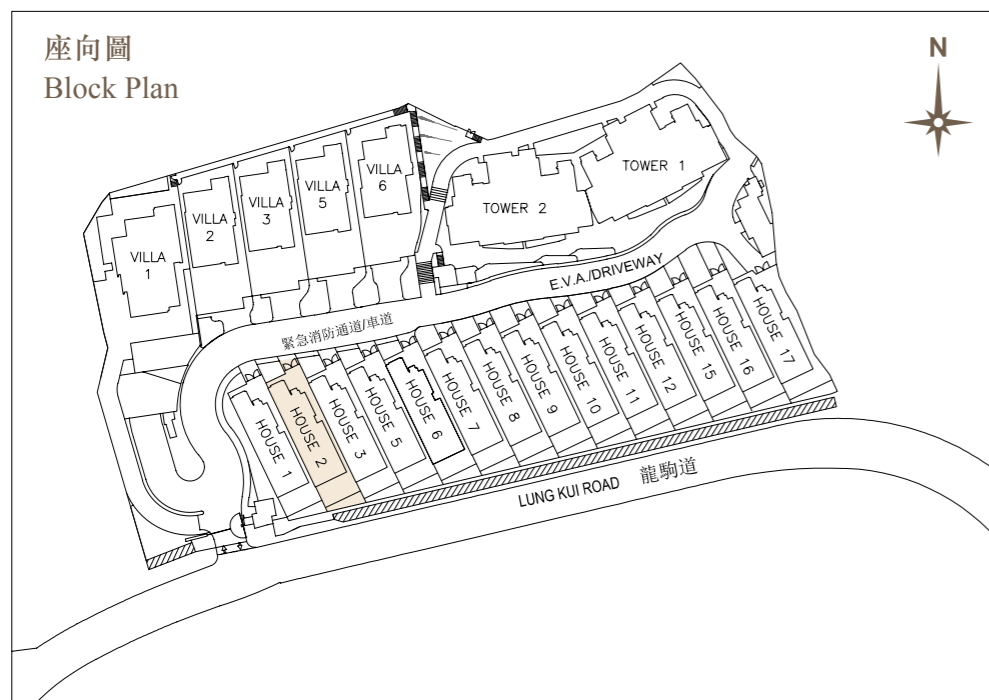 座向圖
Block Plan
N
VILLA 1
VILLA 2
VILLA 3
VILLA 5
VILLA 6
TOWER 2
TOWER 1
E.V.A./DRIVEWAY
緊急消防通道/車道
HOUSE 1
HOUSE 2
HOUSE 3
HOUSE 5
HOUSE 6
HOUSE 7
HOUSE 8
HOUSE 9
HOUSE 10
HOUSE 11
HOUSE 12
HOUSE 15
HOUSE 16
HOUSE 17
LUNG KUI ROAD 龍駒道